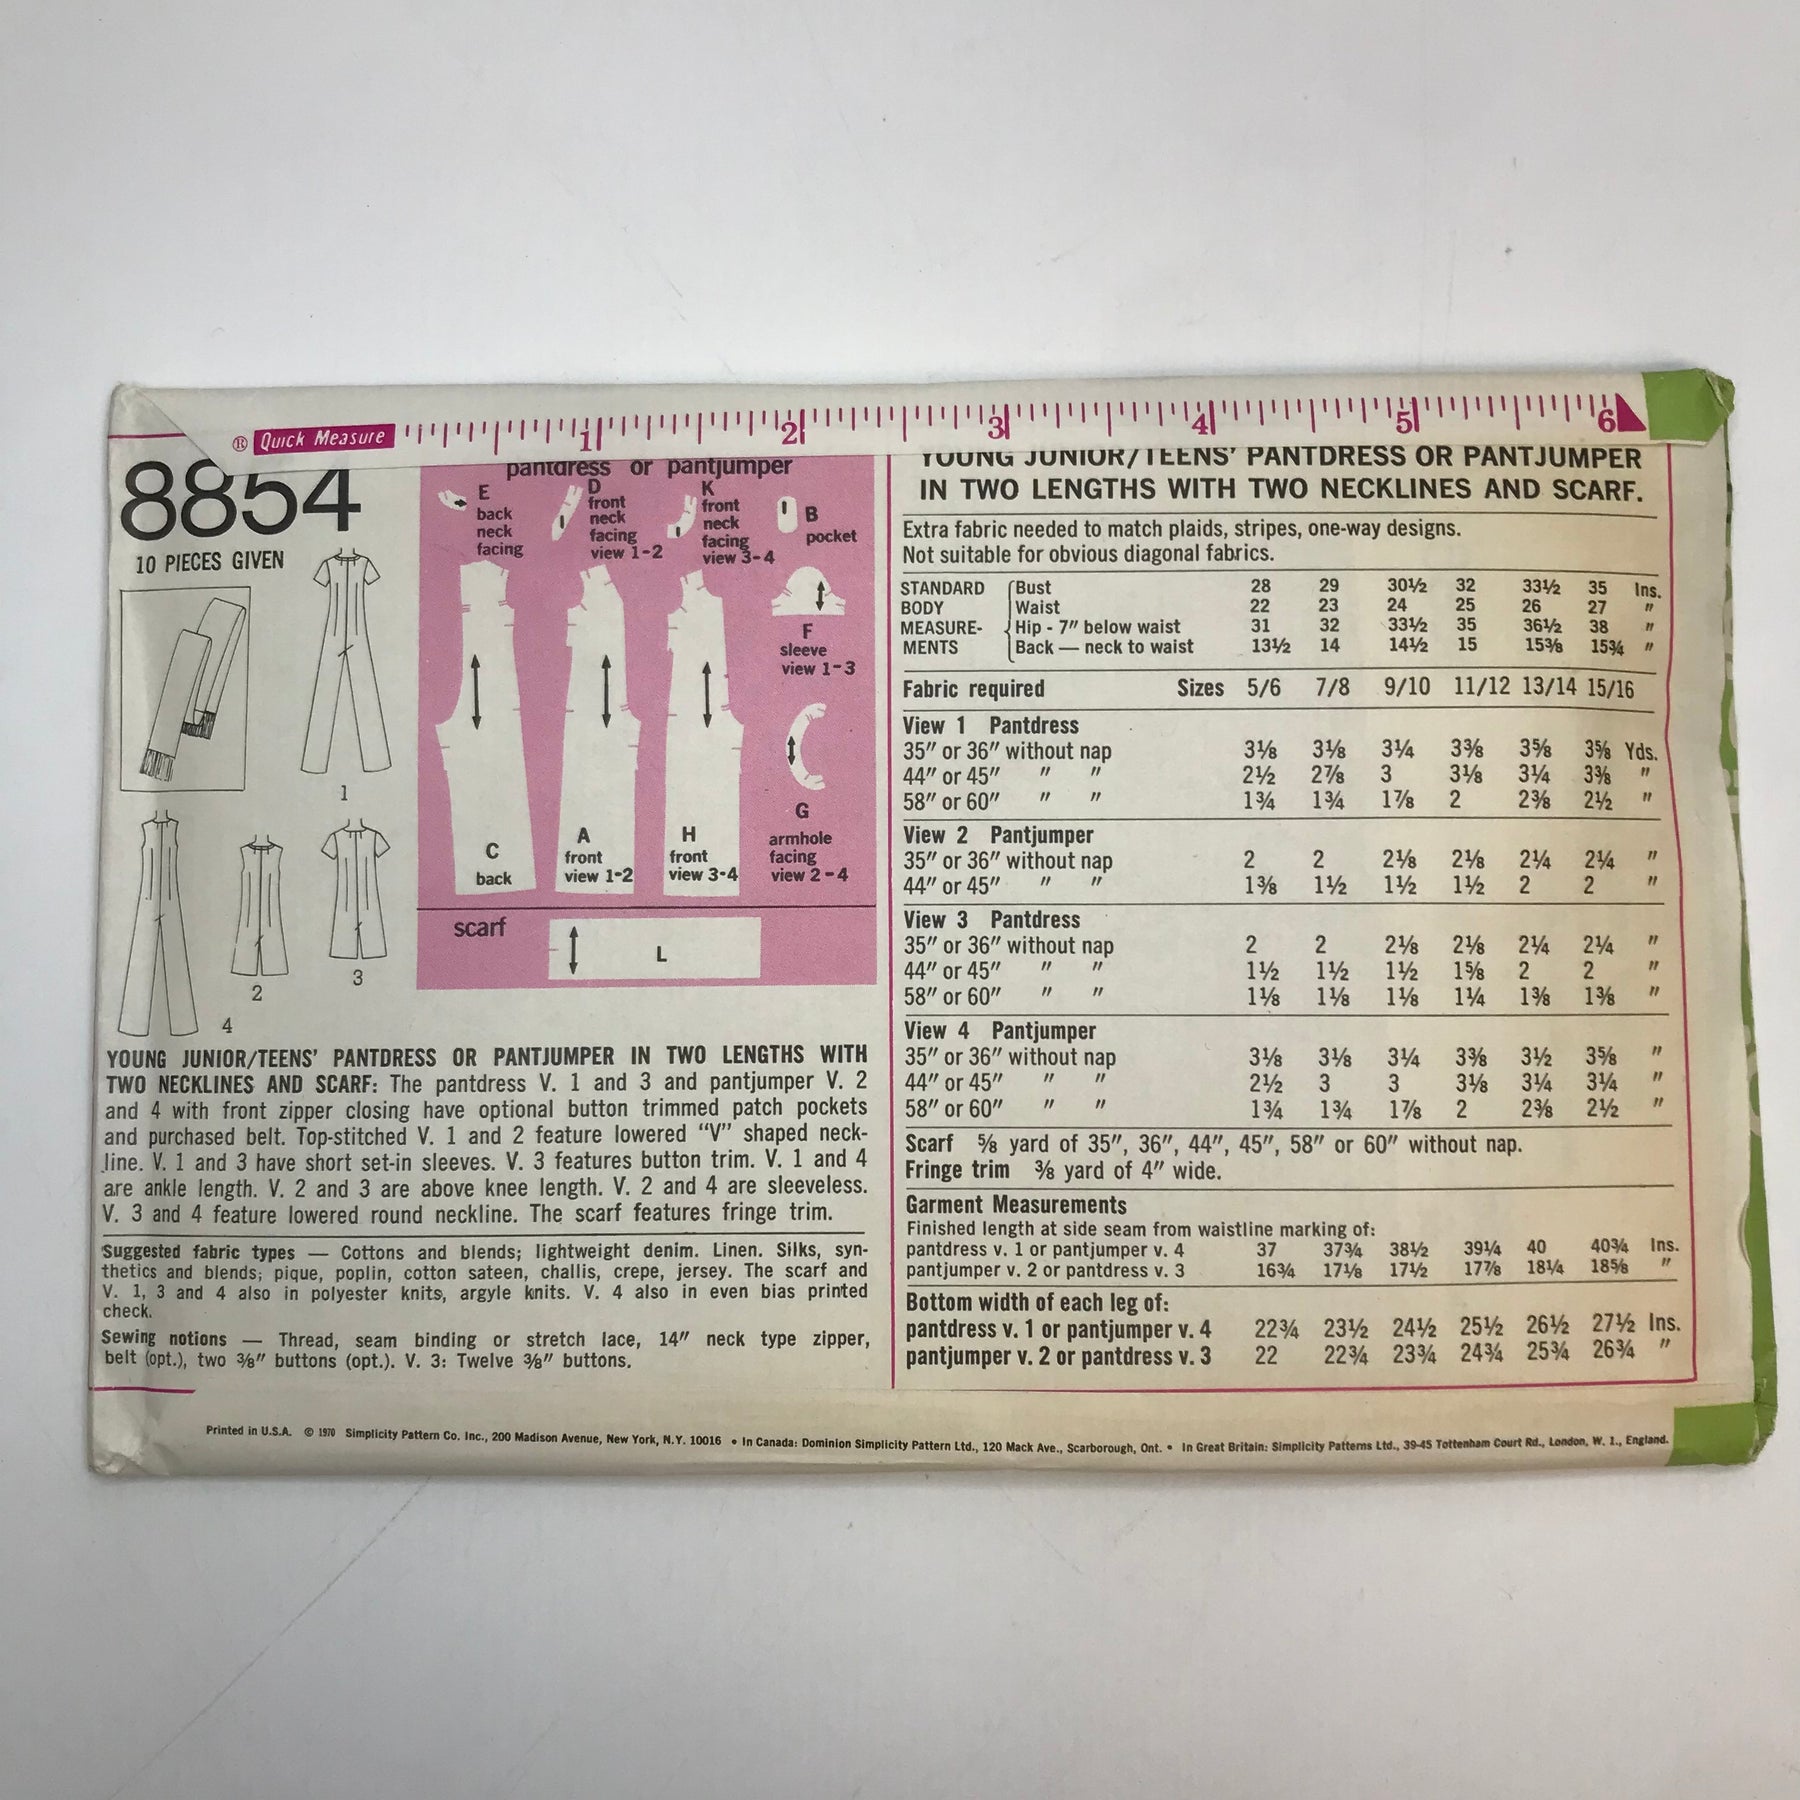 ® Quick Measure 1 2 3 4 5 6
8854
10 PIECES GIVEN
1
2
3
4
pantdress or pantjumper
E
back
neck
facing
D
front
neck
facing
view 1-2
K
front
neck
facing
view 3-4
B
pocket
F
sleeve
view 1-3
G
armhole
facing
view 2-4
C
back
A
front
view 1-2
H
front
view 3-4
scarf
L
YOUNG JUNIOR/TEENS' PANTDRESS OR PANTJUMPER IN TWO LENGTHS WITH
TWO NECKLINES AND SCARF: The pantdress V. 1 and 3 and pantjumper V. 2
and 4 with front zipper closing have optional button trimmed patch pockets
and purchased belt. Top-stitched V. 1 and 2 feature lowered "V" shaped neck-
line. V. 1 and 3 have short set-in sleeves. V. 3 features button trim. V. 1 and 4
are ankle length. V. 2 and 3 are above knee length. V. 2 and 4 are sleeveless.
V. 3 and 4 feature lowered round neckline. The scarf features fringe trim.
Suggested fabric types — Cottons and blends; lightweight denim. Linen. Silks, syn-
thetics and blends; pique, poplin, cotton sateen, challis, crepe, jersey. The scarf and
V. 1, 3 and 4 also in polyester knits, argyle knits. V. 4 also in even bias printed
check.
Sewing notions — Thread, seam binding or stretch lace, 14" neck type zipper,
belt (opt.), two 3/8" buttons (opt.). V. 3: Twelve 3/8" buttons.
YOUNG JUNIOR/TEENS' PANTDRESS OR PANTJUMPER
IN TWO LENGTHS WITH TWO NECKLINES AND SCARF.
Extra fabric needed to match plaids, stripes, one-way designs.
Not suitable for obvious diagonal fabrics.
STANDARD Bust 28 29 30½ 32 33½ 35 Ins.
BODY Waist 22 23 24 25 26 27 "
MEASURE- Hip - 7" below waist 31 32 33½ 35 36½ 38 "
MENTS Back — neck to waist 13½ 14 14½ 15 15⅜ 15¾ "
Fabric required Sizes 5/6 7/8 9/10 11/12 13/14 15/16
View 1 Pantdress
35" or 36" without nap 3⅛ 3⅛ 3¼ 3⅜ 3⅝ 3⅝ Yds.
44" or 45" " " 2½ 2⅞ 3 3⅛ 3¼ 3⅜ "
58" or 60" " " 1¾ 1¾ 1⅞ 2 2⅜ 2½ "
View 2 Pantjumper
35" or 36" without nap 2 2 2⅛ 2⅛ 2¼ 2¼ "
44" or 45" " " 1⅜ 1½ 1½ 1½ 2 2 "
View 3 Pantdress
35" or 36" without nap 2 2 2⅛ 2⅛ 2¼ 2¼ "
44" or 45" " " 1½ 1½ 1½ 1⅝ 2 2 "
58" or 60" " " 1⅛ 1⅛ 1⅛ 1¼ 1⅜ 1⅜ "
View 4 Pantjumper
35" or 36" without nap 3⅛ 3⅛ 3¼ 3⅜ 3½ 3⅝ "
44" or 45" " " 2½ 3 3 3⅛ 3¼ 3¼ "
58" or 60" " " 1¾ 1¾ 1⅞ 2 2⅜ 2½ "
Scarf ⅝ yard of 35", 36", 44", 45", 58" or 60" without nap.
Fringe trim ⅜ yard of 4" wide.
Garment Measurements
Finished length at side seam from waistline marking of:
pantdress v. 1 or pantjumper v. 4 37 37¾ 38½ 39¼ 40 40¾ Ins.
pantjumper v. 2 or pantdress v. 3 16¾ 17⅛ 17½ 17⅞ 18¼ 18⅝ "
Bottom width of each leg of:
pantdress v. 1 or pantjumper v. 4 22¾ 23½ 24½ 25½ 26½ 27½ Ins.
pantjumper v. 2 or pantdress v. 3 22 22¾ 23¾ 24¾ 25¾ 26¾ "
Printed in U.S.A. © 1970 Simplicity Pattern Co. Inc., 200 Madison Avenue, New York, N.Y. 10016 • In Canada: Dominion Simplicity Pattern Ltd., 120 Mack Ave., Scarborough, Ont. • In Great Britain: Simplicity Patterns Ltd., 39-45 Tottenham Court Rd., London, W. 1., England.